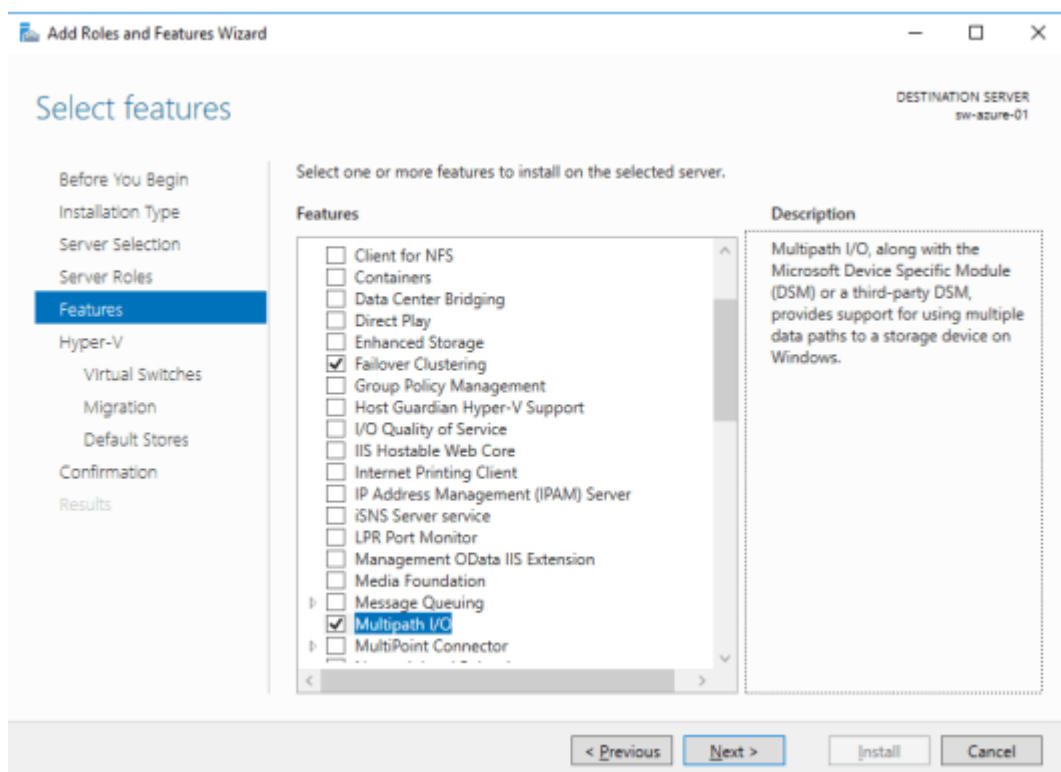 Add Roles and Features Wizard
Select features
DESTINATION SERVER
sw-azure-01
Before You Begin
Installation Type
Server Selection
Server Roles
Features
Hyper-V
Virtual Switches
Migration
Default Stores
Confirmation
Results
Select one or more features to install on the selected server.
Features
Client for NFS
Containers
Data Center Bridging
Direct Play
Enhanced Storage
Failover Clustering
Group Policy Management
Host Guardian Hyper-V Support
I/O Quality of Service
IIS Hostable Web Core
Internet Printing Client
IP Address Management (IPAM) Server
iSNS Server service
LPR Port Monitor
Management OData IIS Extension
Media Foundation
Message Queuing
Multipath I/O
MultiPoint Connector
Description
Multipath I/O, along with the
Microsoft Device Specific Module
(DSM) or a third-party DSM,
provides support for using multiple
data paths to a storage device on
Windows.
< Previous
Next >
Install
Cancel